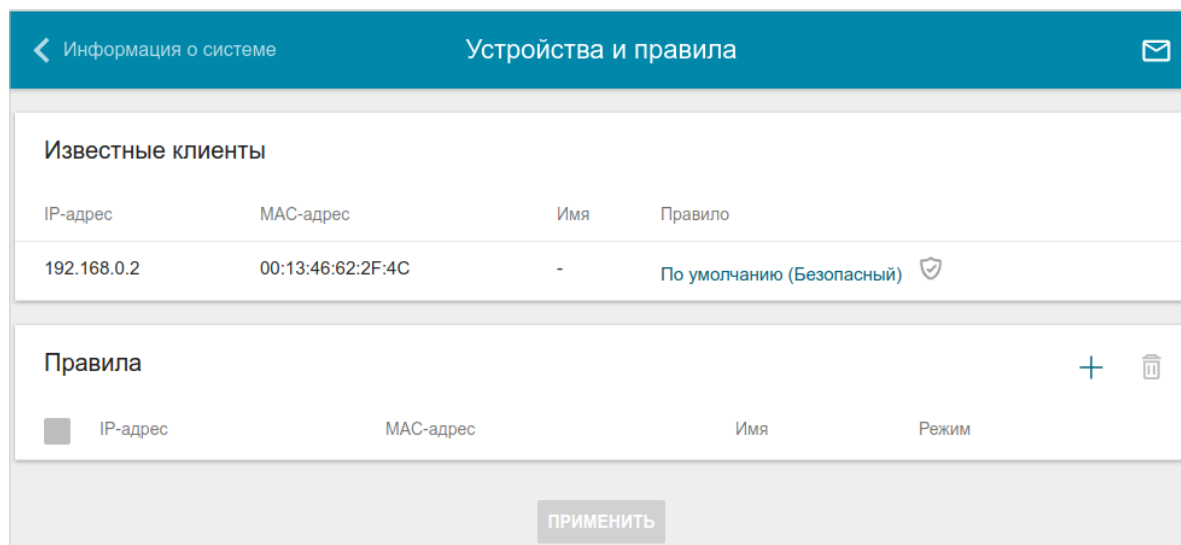 Информация о системе Устройства и правила
Известные клиенты
IP-адрес MAC-адрес Имя Правило
192.168.0.2 00:13:46:62:2F:4C - По умолчанию (Безопасный)
Правила
IP-адрес MAC-адрес Имя Режим
ПРИМЕНИТЬ